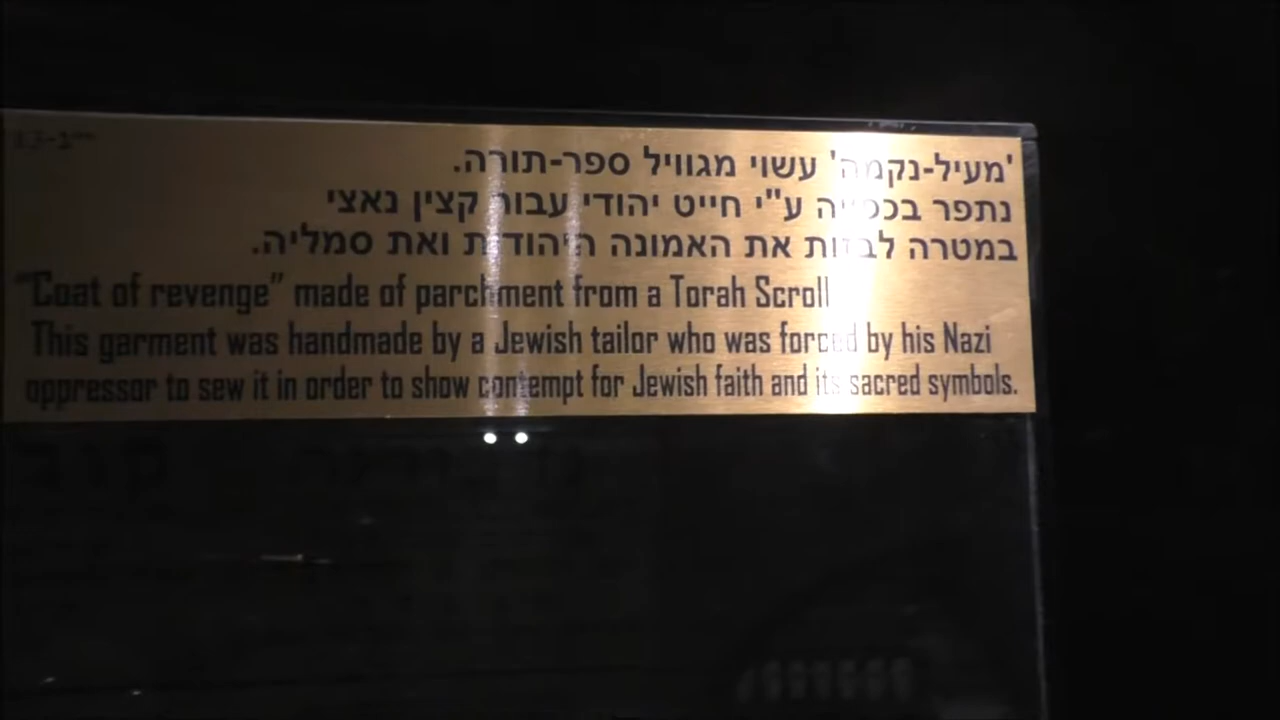 'מעיל-נקמה' עשוי מגוויל ספר-תורה.
נתפר בכפייה ע"י חייט יהודי עבור קצין נאצי
במטרה לבזות את האמונה היהודית ואת סמליה.
"Coat of revenge" made of parchment from a Torah Scroll
This garment was handmade by a Jewish tailor who was forced by his Nazi
oppressor to sew it in order to show contempt for Jewish faith and its sacred symbols.